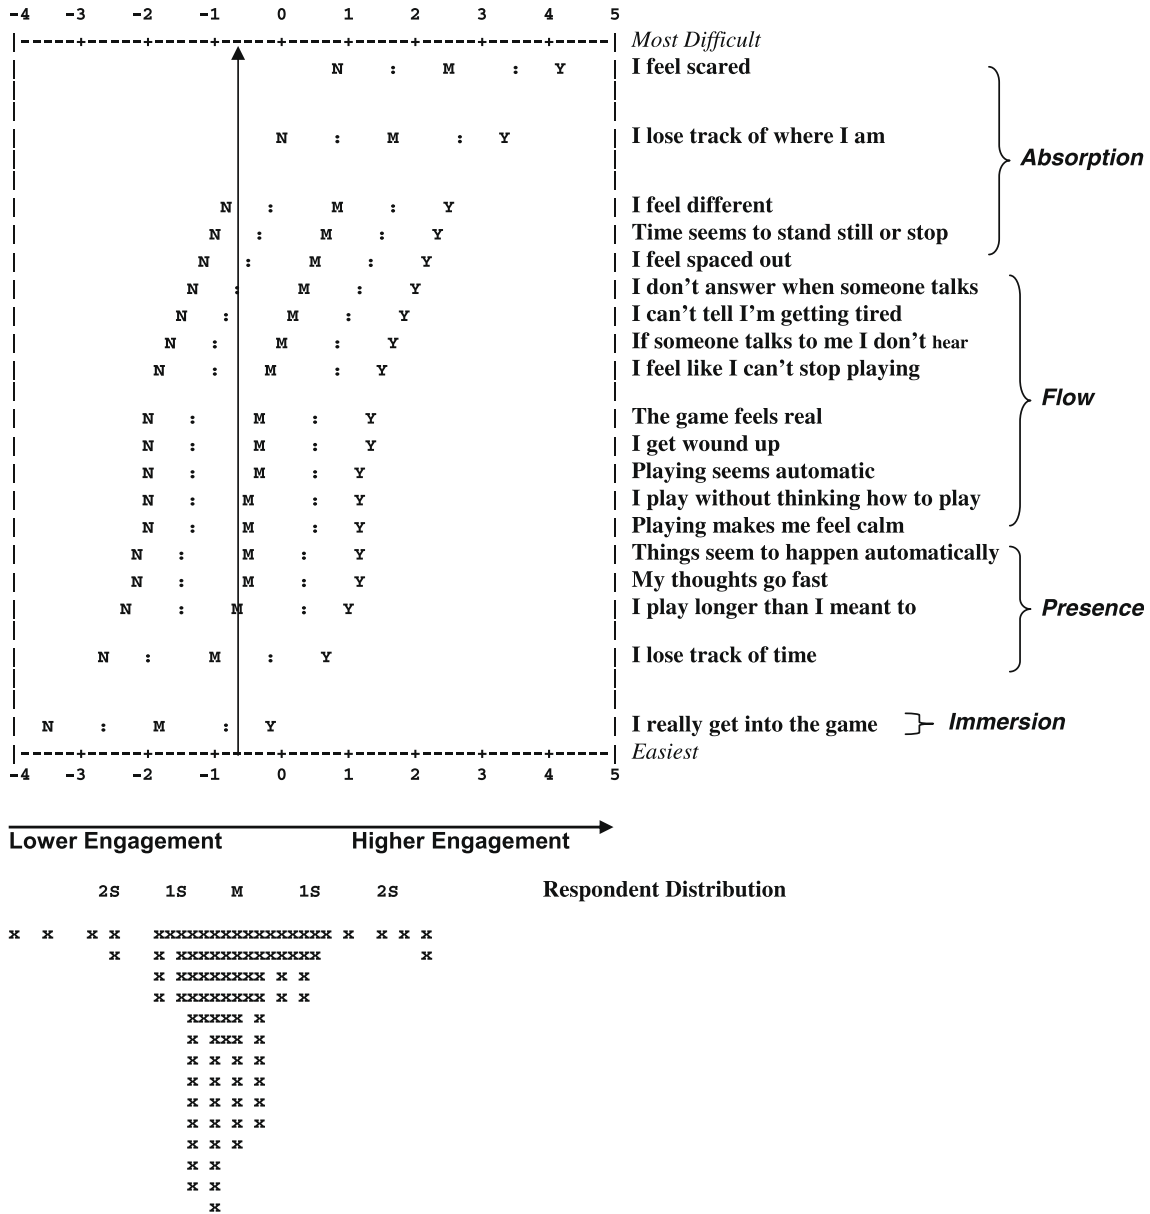 -4 -3 -2 -1 0 1 2 3 4 5
|------+------+------+------+------+------+------+------+------| Most Difficult
N : M : Y I feel scared
N : M : Y I lose track of where I am
Absorption
N : M : Y I feel different
N : M : Y Time seems to stand still or stop
N : M : Y I feel spaced out
N : M : Y I don't answer when someone talks
N : M : Y I can't tell I'm getting tired
N : M : Y If someone talks to me I don't hear
N : M : Y I feel like I can't stop playing
Flow
N : M : Y The game feels real
N : M : Y I get wound up
N : M : Y Playing seems automatic
N : M : Y I play without thinking how to play
N : M : Y Playing makes me feel calm
N : M : Y Things seem to happen automatically
N : M : Y My thoughts go fast
N : M : Y I play longer than I meant to
Presence
N : M : Y I lose track of time
N : M : Y I really get into the game Immersion
|------+------+------+------+------+------+------+------+------| Easiest
-4 -3 -2 -1 0 1 2 3 4 5
Lower Engagement Higher Engagement
2S 1S M 1S 2S Respondent Distribution
x x x x xxxxxxxxxxxxxxxx x x x x
x x xxxxxxxxxxxxx x
x xxxxxxxx x x
x xxxxxxxx x x
xxxxx x
x xxx x
x x x x
x x x x
x x x x
x x x x
x x x
x x
x x
x